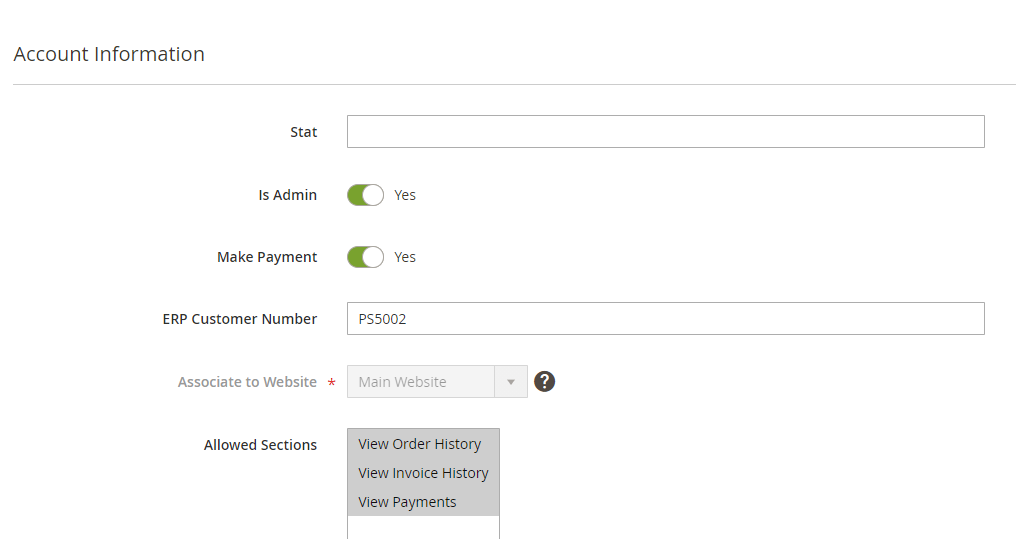 Account Information
Stat
Is Admin Yes
Make Payment Yes
ERP Customer Number PS5002
Associate to Website * Main Website ?
Allowed Sections View Order History
View Invoice History
View Payments